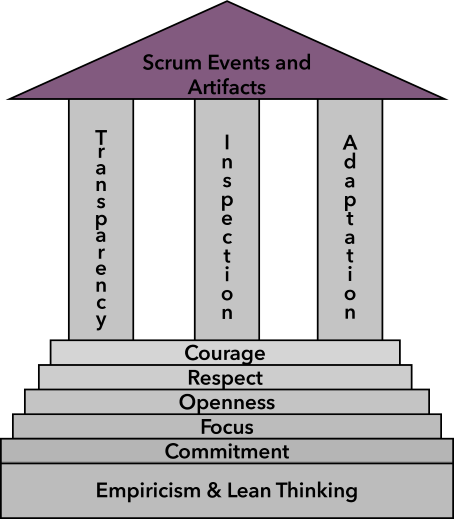 Scrum Events and
Artifacts
Transparency
Inspection
Adaptation
Courage
Respect
Openness
Focus
Commitment
Empiricism & Lean Thinking